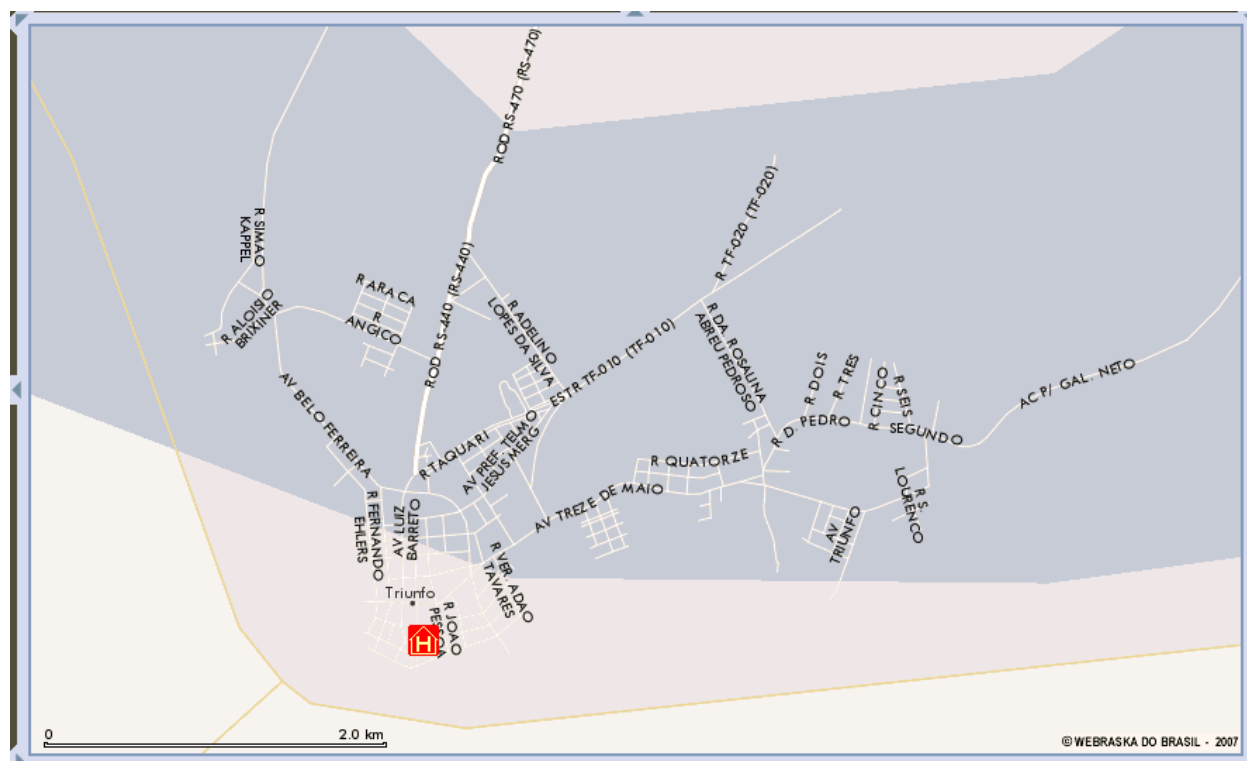 ROD RS-470 (RS-470)
R SIMAO
KAPPEL
R TF-020 (TF-020)
ROD RS-440 (RS-440)
R ARACA
R
ANGICO
R ALOISIO
BRIXINER
R ADELINO
LOPES DA SILVA
ESTR TF-010 (TF-010)
R DA. ROSALINA
ABREU PEDROSO
R DOIS
R TRES
R CINCO
R SEIS
AC P/ GAL. NETO
AV BELO FERREIRA
R TAQUARI
AV PREF. TELMO
JESUS MERG
R D. PEDRO SEGUNDO
R QUATORZE
AV TREZE DE MAIO
R S.
LOURENCO
R FERNANDO
EHLERS
AV LUIZ
BARRETO
AV
TRIUNFO
R VER. ADAO
TAVARES
Triunfo
R JOAO
PESSOA
H
0 2.0 km
© WEBRASKA DO BRASIL - 2007